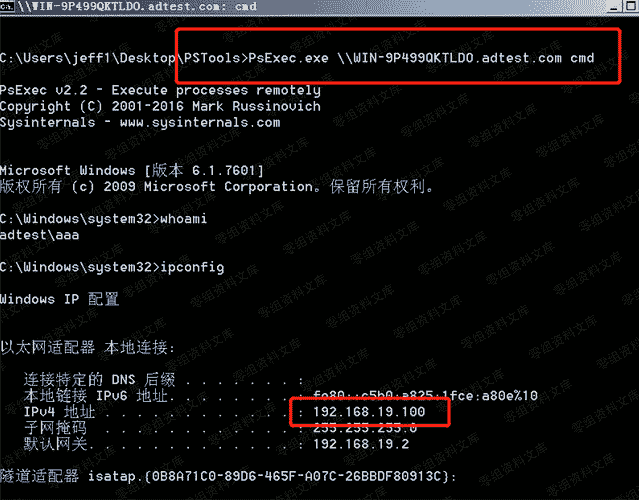 \\WIN-9P499QKTLDO.adtest.com: cmd
C:\Users\jeff1\Desktop\PSTools>PsExec.exe \\WIN-9P499QKTLDO.adtest.com cmd
PsExec v2.2 - Execute processes remotely
Copyright (C) 2001-2016 Mark Russinovich
Sysinternals - www.sysinternals.com
Microsoft Windows [版本 6.1.7601]
版权所有 (c) 2009 Microsoft Corporation。保留所有权利。
C:\Windows\system32>whoami
adtest\aaa
C:\Windows\system32>ipconfig
Windows IP 配置
以太网适配器 本地连接:
连接特定的 DNS 后缀 . . . . . . . :
本地链接 IPv6 地址. . . . . . . . : fe80::c5b0:a825:1fce:a80e%10
IPv4 地址 . . . . . . . . . . . . : 192.168.19.100
子网掩码 . . . . . . . . . . . . : 255.255.255.0
默认网关. . . . . . . . . . . . . : 192.168.19.2
隧道适配器 isatap.{0B8A71C0-89D6-465F-A07C-26BBDF80913C}:
零组资料文库